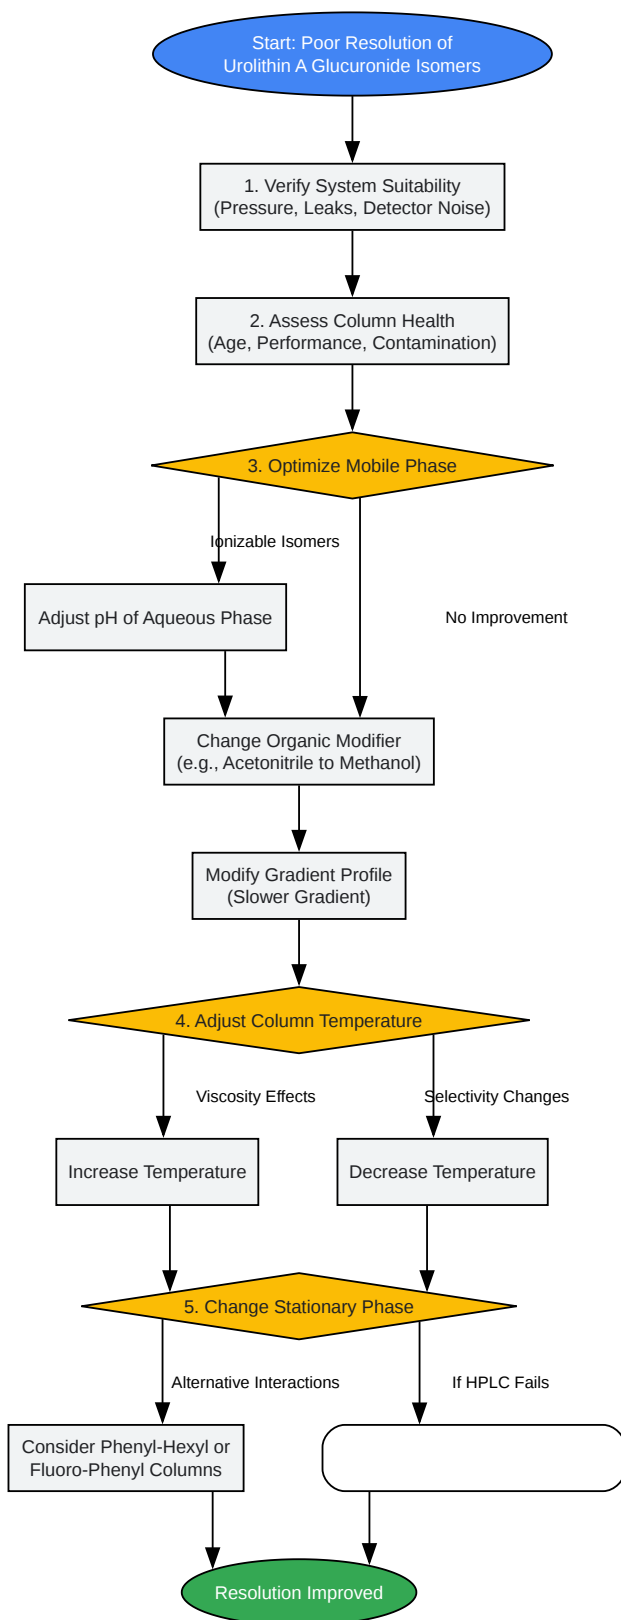 Start: Poor Resolution of
Urolithin A Glucuronide Isomers
1. Verify System Suitability
(Pressure, Leaks, Detector Noise)
2. Assess Column Health
(Age, Performance, Contamination)
3. Optimize Mobile Phase
Ionizable Isomers
Adjust pH of Aqueous Phase
No Improvement
Change Organic Modifier
(e.g., Acetonitrile to Methanol)
Modify Gradient Profile
(Slower Gradient)
4. Adjust Column Temperature
Viscosity Effects
Selectivity Changes
Increase Temperature
Decrease Temperature
5. Change Stationary Phase
Alternative Interactions
If HPLC Fails
Consider Phenyl-Hexyl or
Fluoro-Phenyl Columns
Resolution Improved